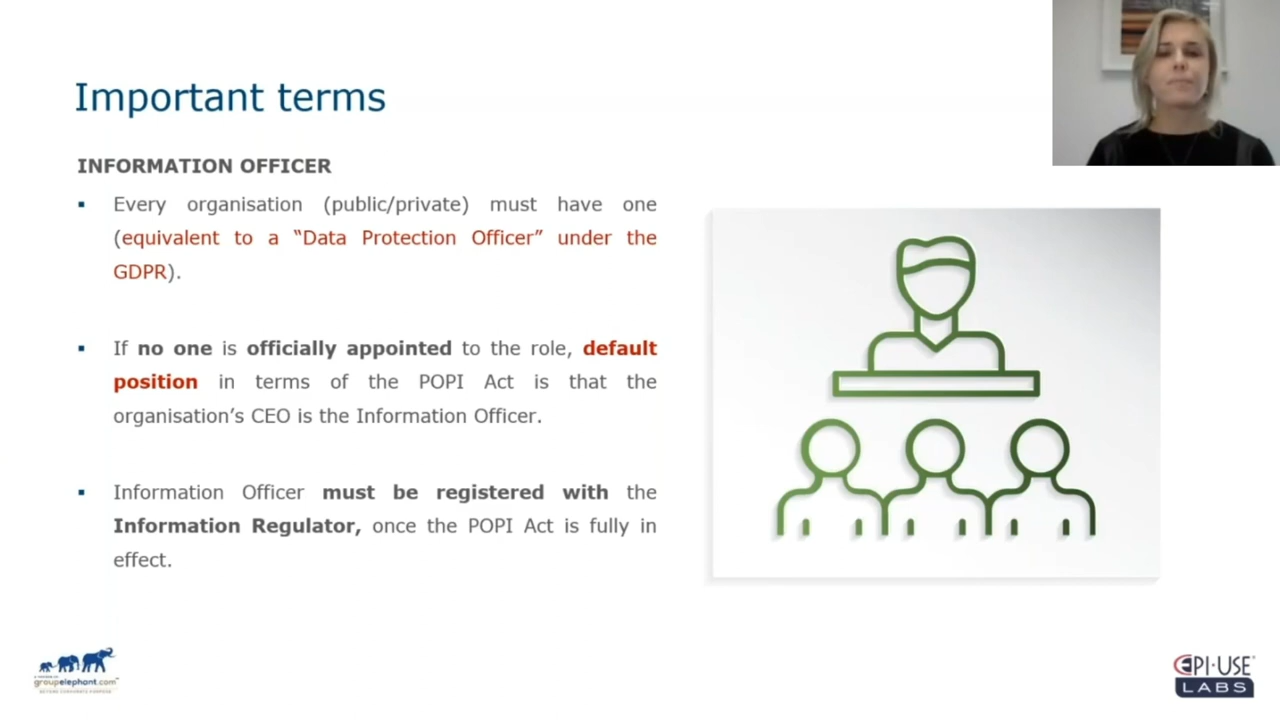 Important terms
INFORMATION OFFICER
▪ Every organisation (public/private) must have one
(equivalent to a “Data Protection Officer” under the
GDPR).
▪ If no one is officially appointed to the role, default
position in terms of the POPI Act is that the
organisation’s CEO is the Information Officer.
▪ Information Officer must be registered with the
Information Regulator, once the POPI Act is fully in
effect.
groupelephant.com
BEYOND CORPORATE PURPOSE
EPI·USE
LABS